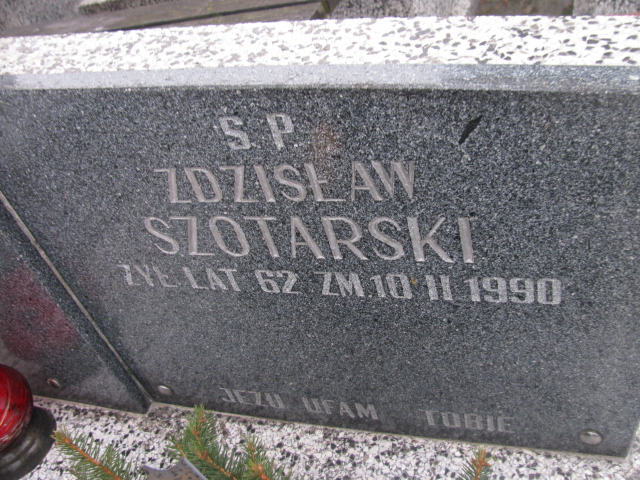 Ś.P.
ZDZISŁAW
SZOTARSKI
ŻYŁ LAT 62 ZM.10 II 1990
JEZU UFAM TOBIE